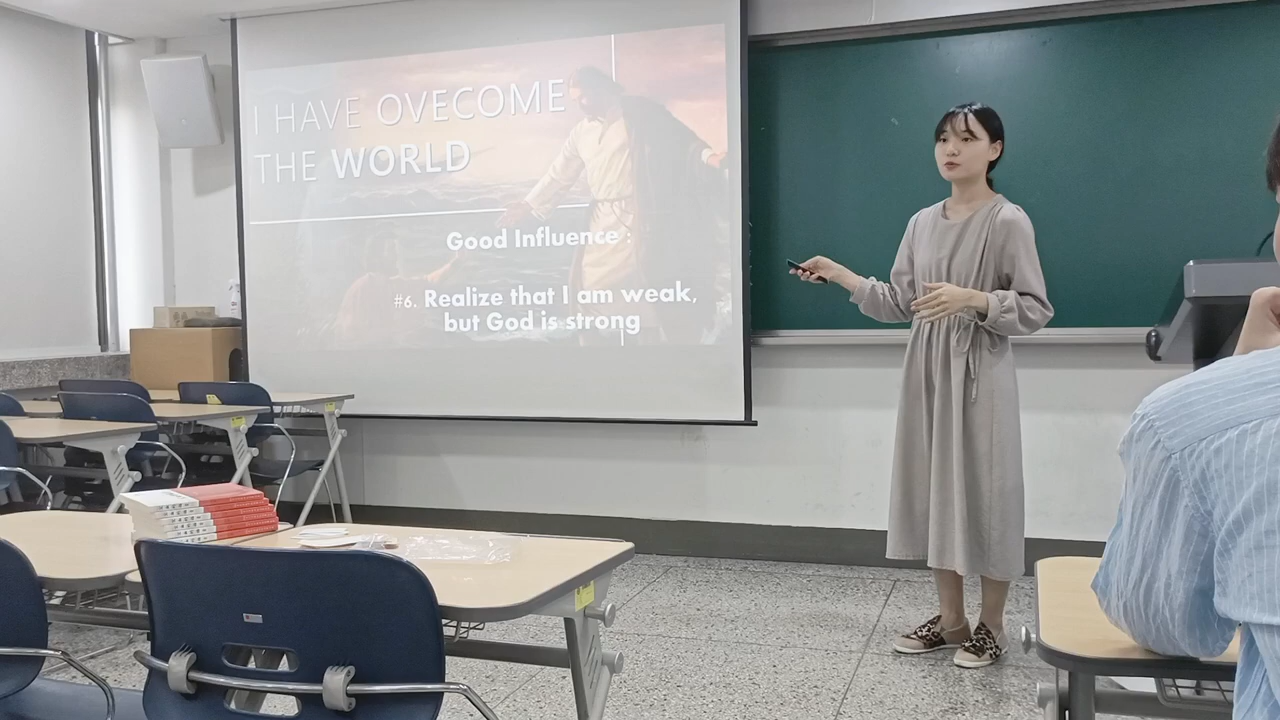 I HAVE OVECOME
THE WORLD
Good Influence :
#6. Realize that I am weak,
but God is strong